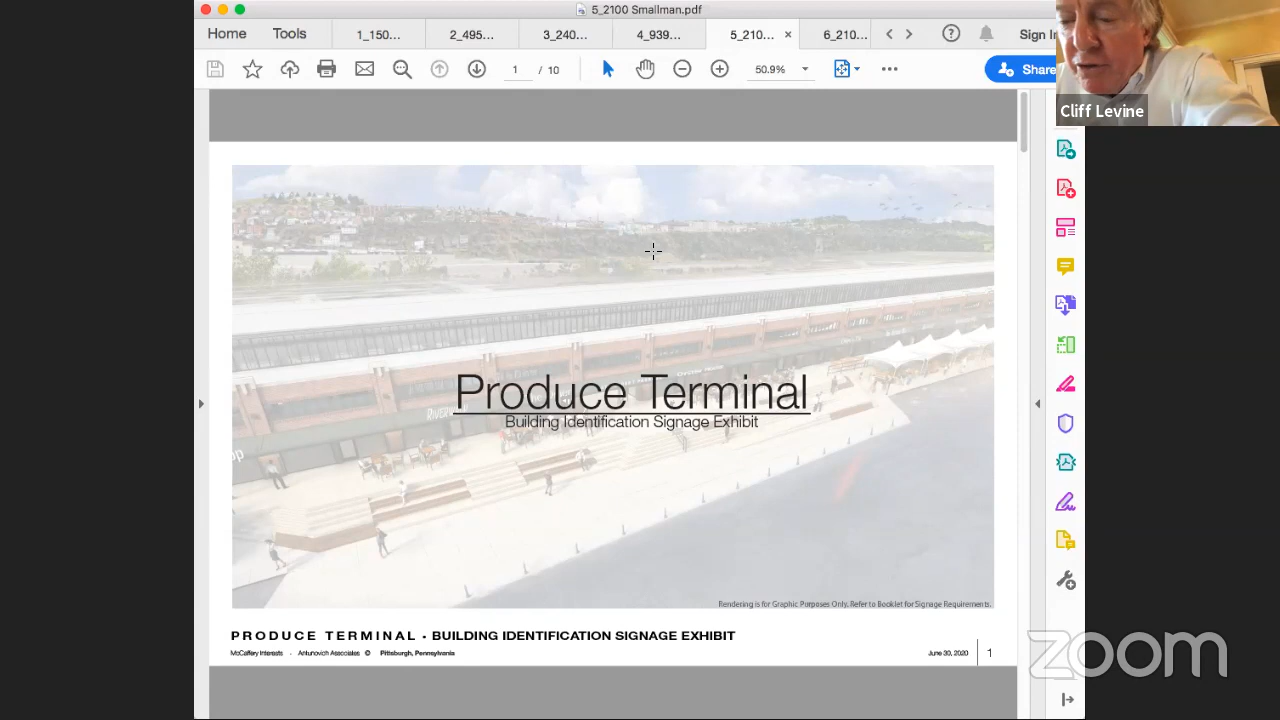 5_2100 Smallman.pdf
Home Tools 1_150... 2_495... 3_240... 4_939... 5_210... × 6_210... Sign In
1 / 10 50.9% Share
Cliff Levine
Produce Terminal
Building Identification Signage Exhibit
Rendering is for Graphic Purposes Only. Refer to Booklet for Signage Requirements.
PRODUCE TERMINAL - BUILDING IDENTIFICATION SIGNAGE EXHIBIT
McCaffery Interests . Antunovich Associates © Pittsburgh, Pennsylvania June 30, 2020 1
zoom